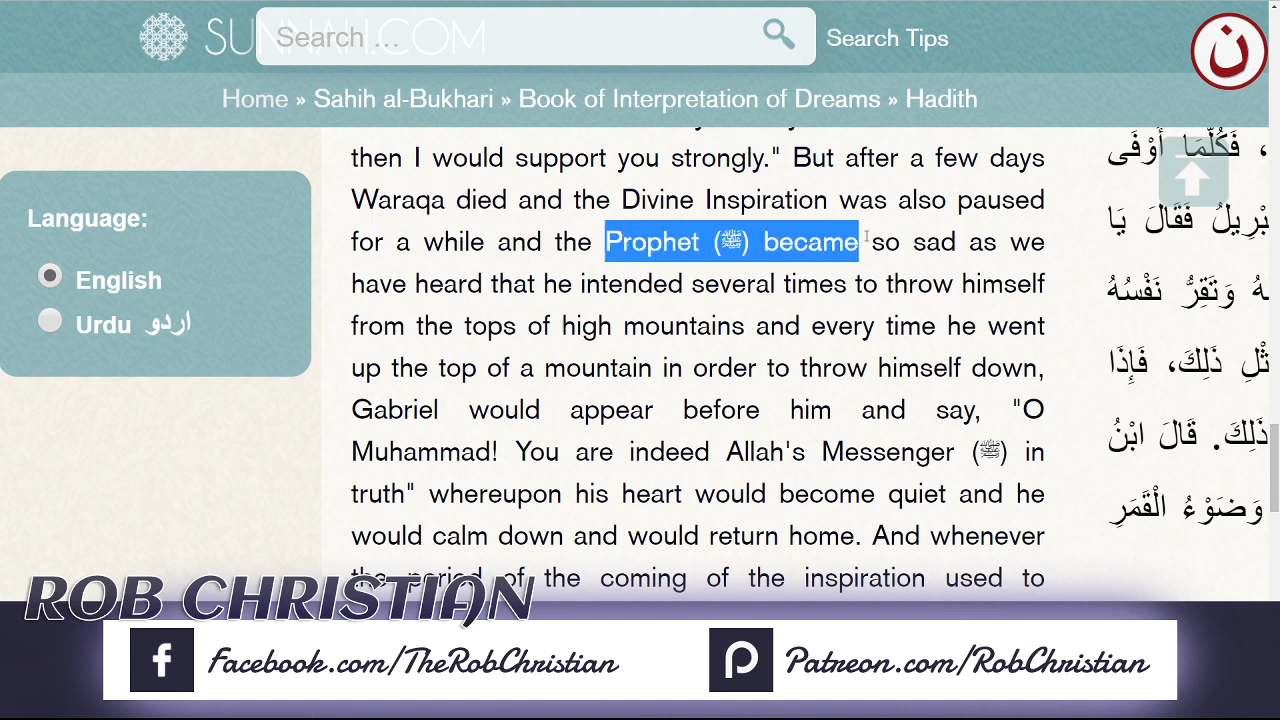 SUNNAH.COM
Search ...
Search Tips
ن
Home » Sahih al-Bukhari » Book of Interpretation of Dreams » Hadith
then I would support you strongly." But after a few days
Waraqa died and the Divine Inspiration was also paused
for a while and the Prophet (ﷺ) became so sad as we
have heard that he intended several times to throw himself
from the tops of high mountains and every time he went
up the top of a mountain in order to throw himself down,
Gabriel would appear before him and say, "O
Muhammad! You are indeed Allah's Messenger (ﷺ) in
truth" whereupon his heart would become quiet and he
would calm down and would return home. And whenever
the period of the coming of the inspiration used to
Language:
English
Urdu اردو
، فَكُلَّمَا أَوْفَى
بْرِيلُ فَقَالَ يَا
هُ وَتَقِرُّ نَفْسُهُ
ثْلِ ذَلِكَ، فَإِذَا
ذَلِكَ. قَالَ ابْنُ
وَضَوْءُ الْقَمَرِ
ROB CHRISTIAN
Facebook.com/TheRobChristian
Patreon.com/RobChristian